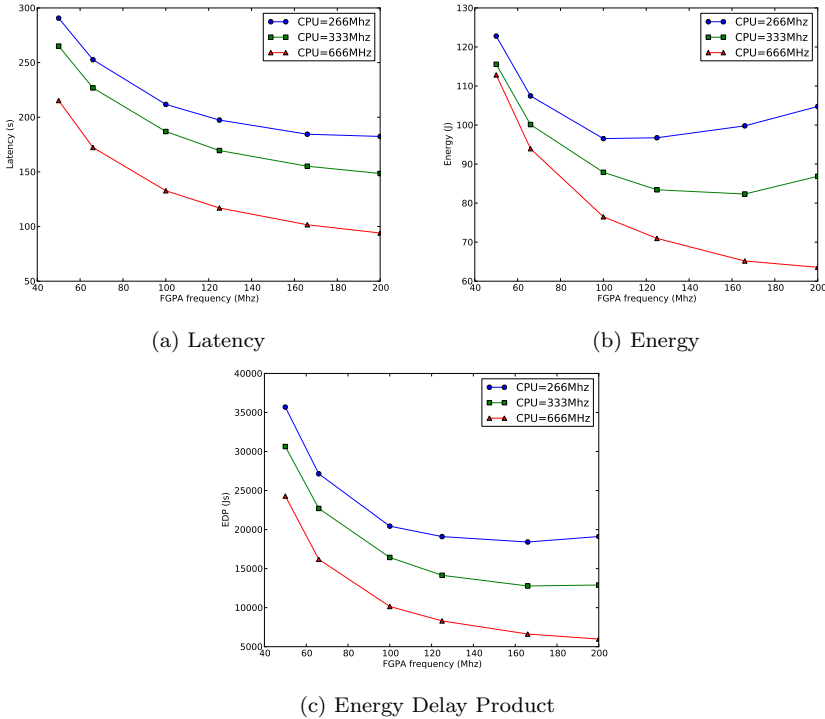 300
250
200
150
100
50
40 60 80 100 120 140 160 180 200
Latency (s)
FGPA frequency (Mhz)
CPU=266Mhz
CPU=333Mhz
CPU=666MHz
(a) Latency
130
120
110
100
90
80
70
60
40 60 80 100 120 140 160 180 200
Energy (J)
FGPA frequency (Mhz)
CPU=266Mhz
CPU=333Mhz
CPU=666MHz
(b) Energy
40000
35000
30000
25000
20000
15000
10000
5000
40 60 80 100 120 140 160 180 200
EDP (Js)
FGPA frequency (Mhz)
CPU=266Mhz
CPU=333Mhz
CPU=666MHz
(c) Energy Delay Product